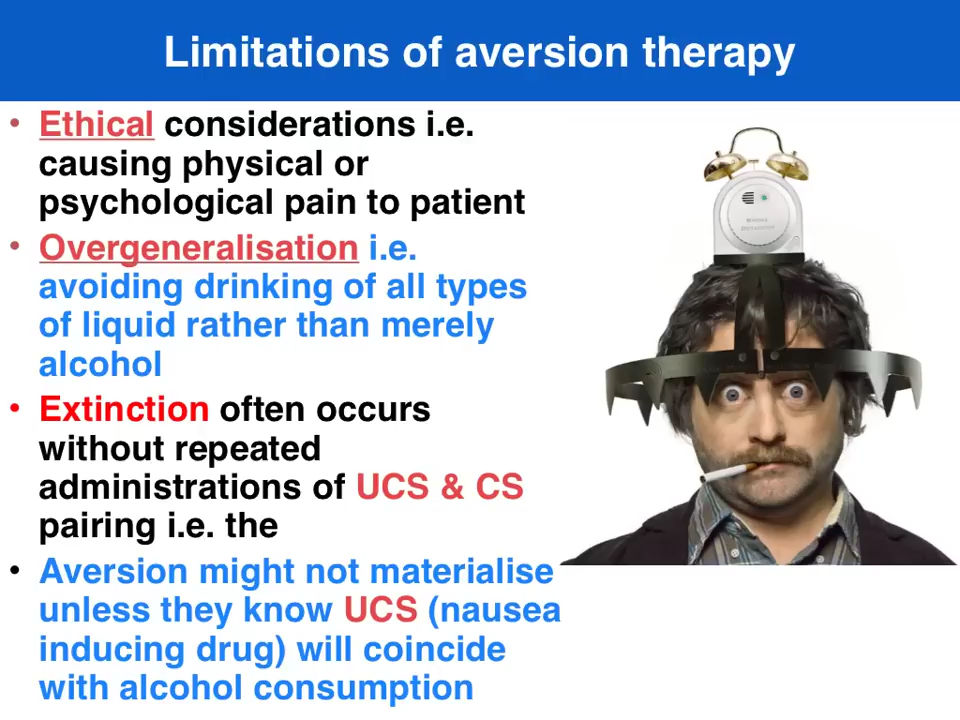 Limitations of aversion therapy
• Ethical considerations i.e.
causing physical or
psychological pain to patient
• Overgeneralisation i.e.
avoiding drinking of all types
of liquid rather than merely
alcohol
• Extinction often occurs
without repeated
administrations of UCS & CS
pairing i.e. the
• Aversion might not materialise
unless they know UCS (nausea
inducing drug) will coincide
with alcohol consumption